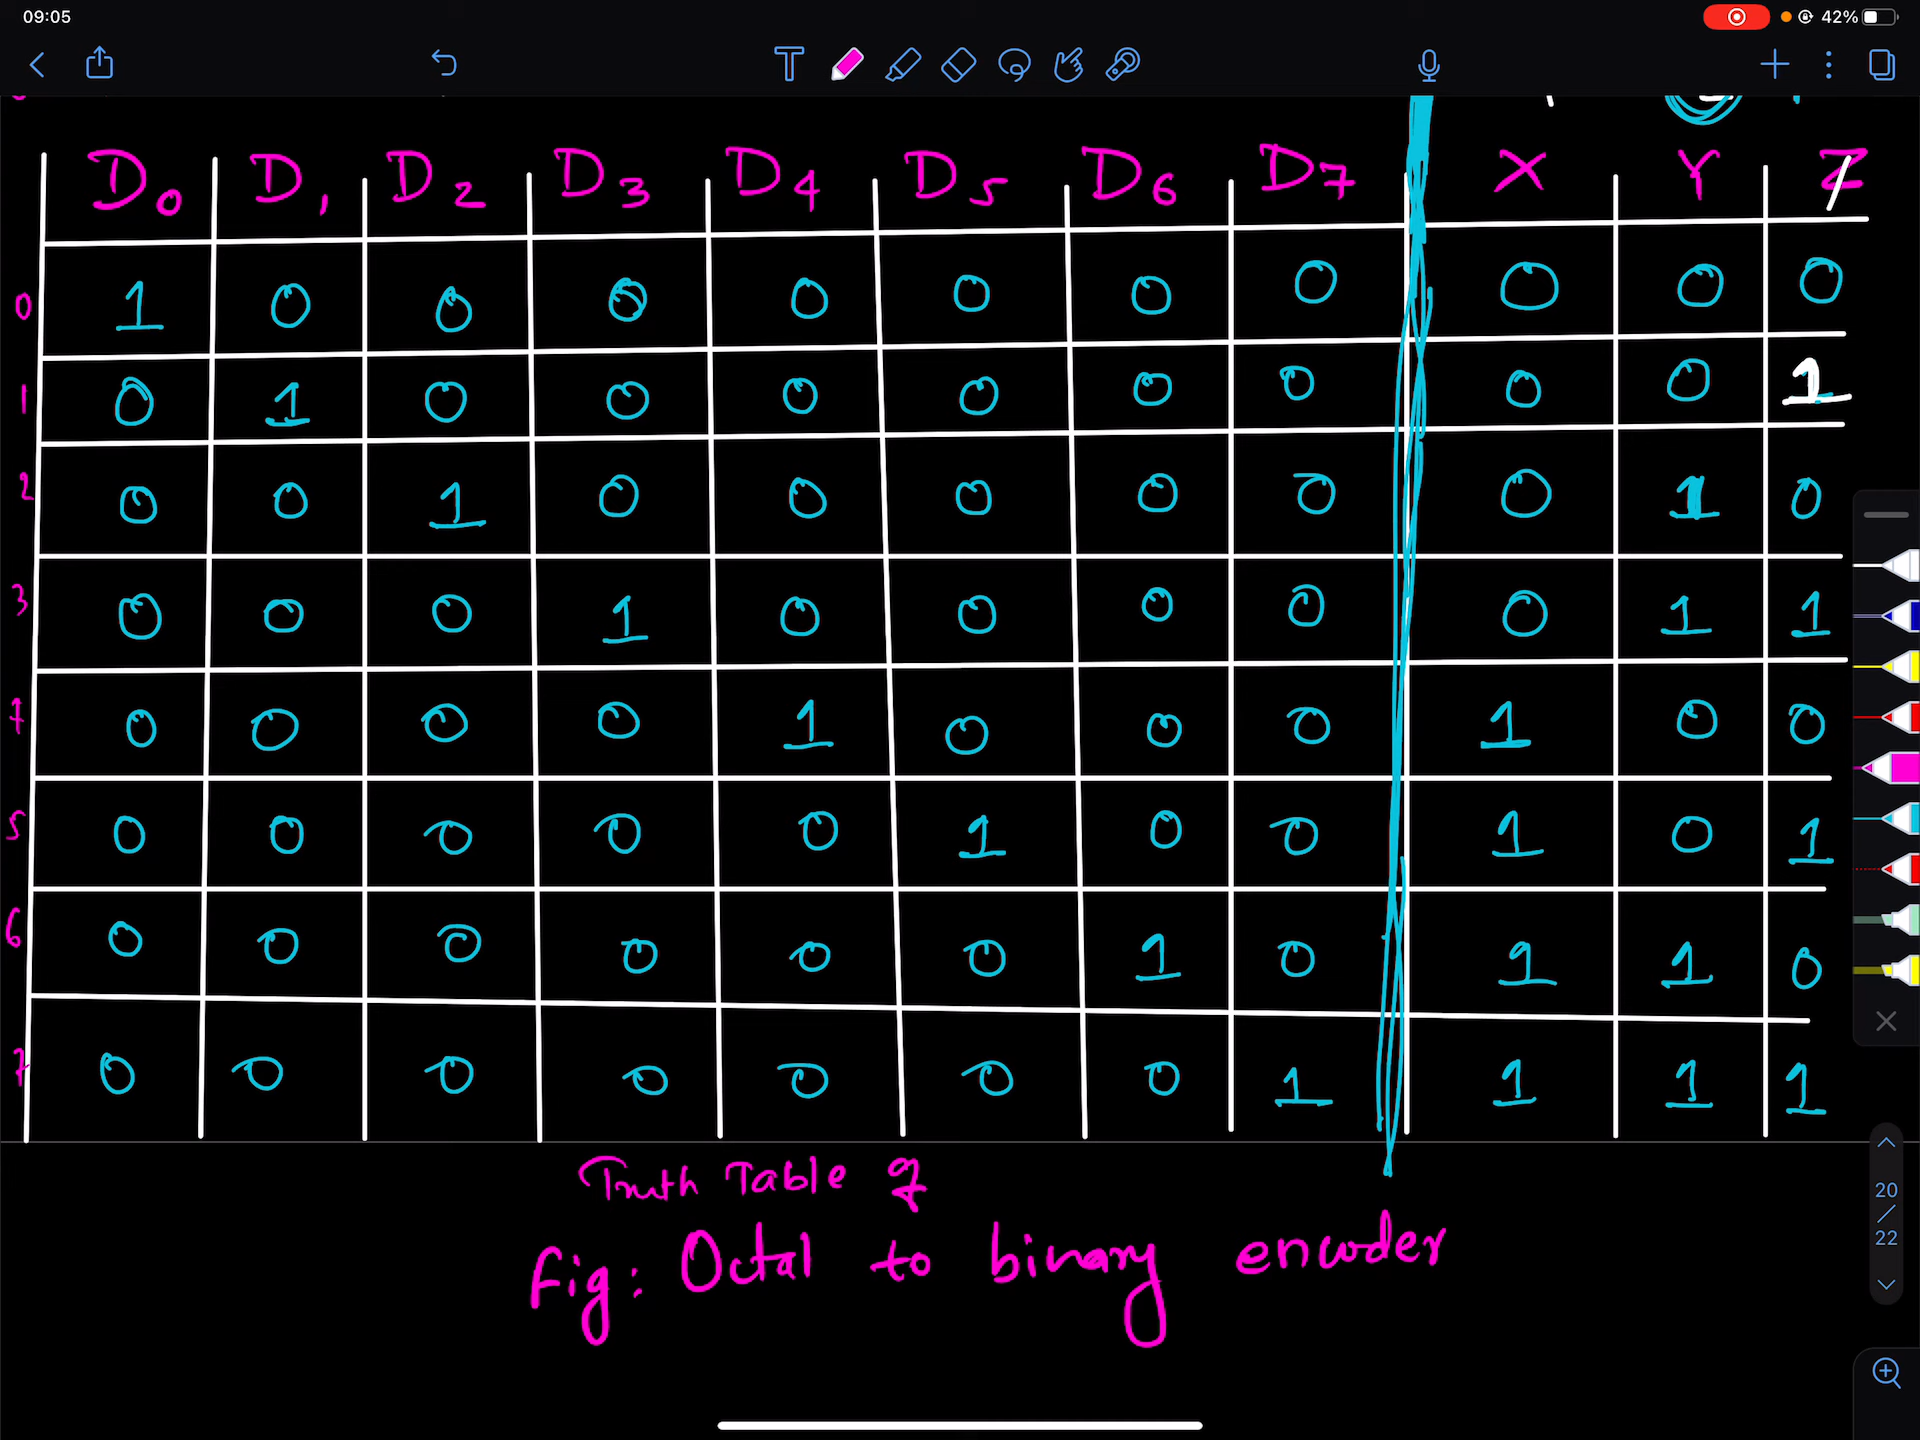 09:05 42%
T
D0 D1 D2 D3 D4 D5 D6 D7 X Y Z
0 1 0 0 0 0 0 0 0 0 0 0
1 0 1 0 0 0 0 0 0 0 0 1
2 0 0 1 0 0 0 0 0 0 1 0
3 0 0 0 1 0 0 0 0 0 1 1
0 0 0 0 1 0 0 0 1 0 0
5 0 0 0 0 0 1 0 0 1 0 1
6 0 0 0 0 0 0 1 0 1 1 0
7 0 0 0 0 0 0 0 1 1 1 1
Truth Table of
Fig: Octal to binary encoder
20
/
22